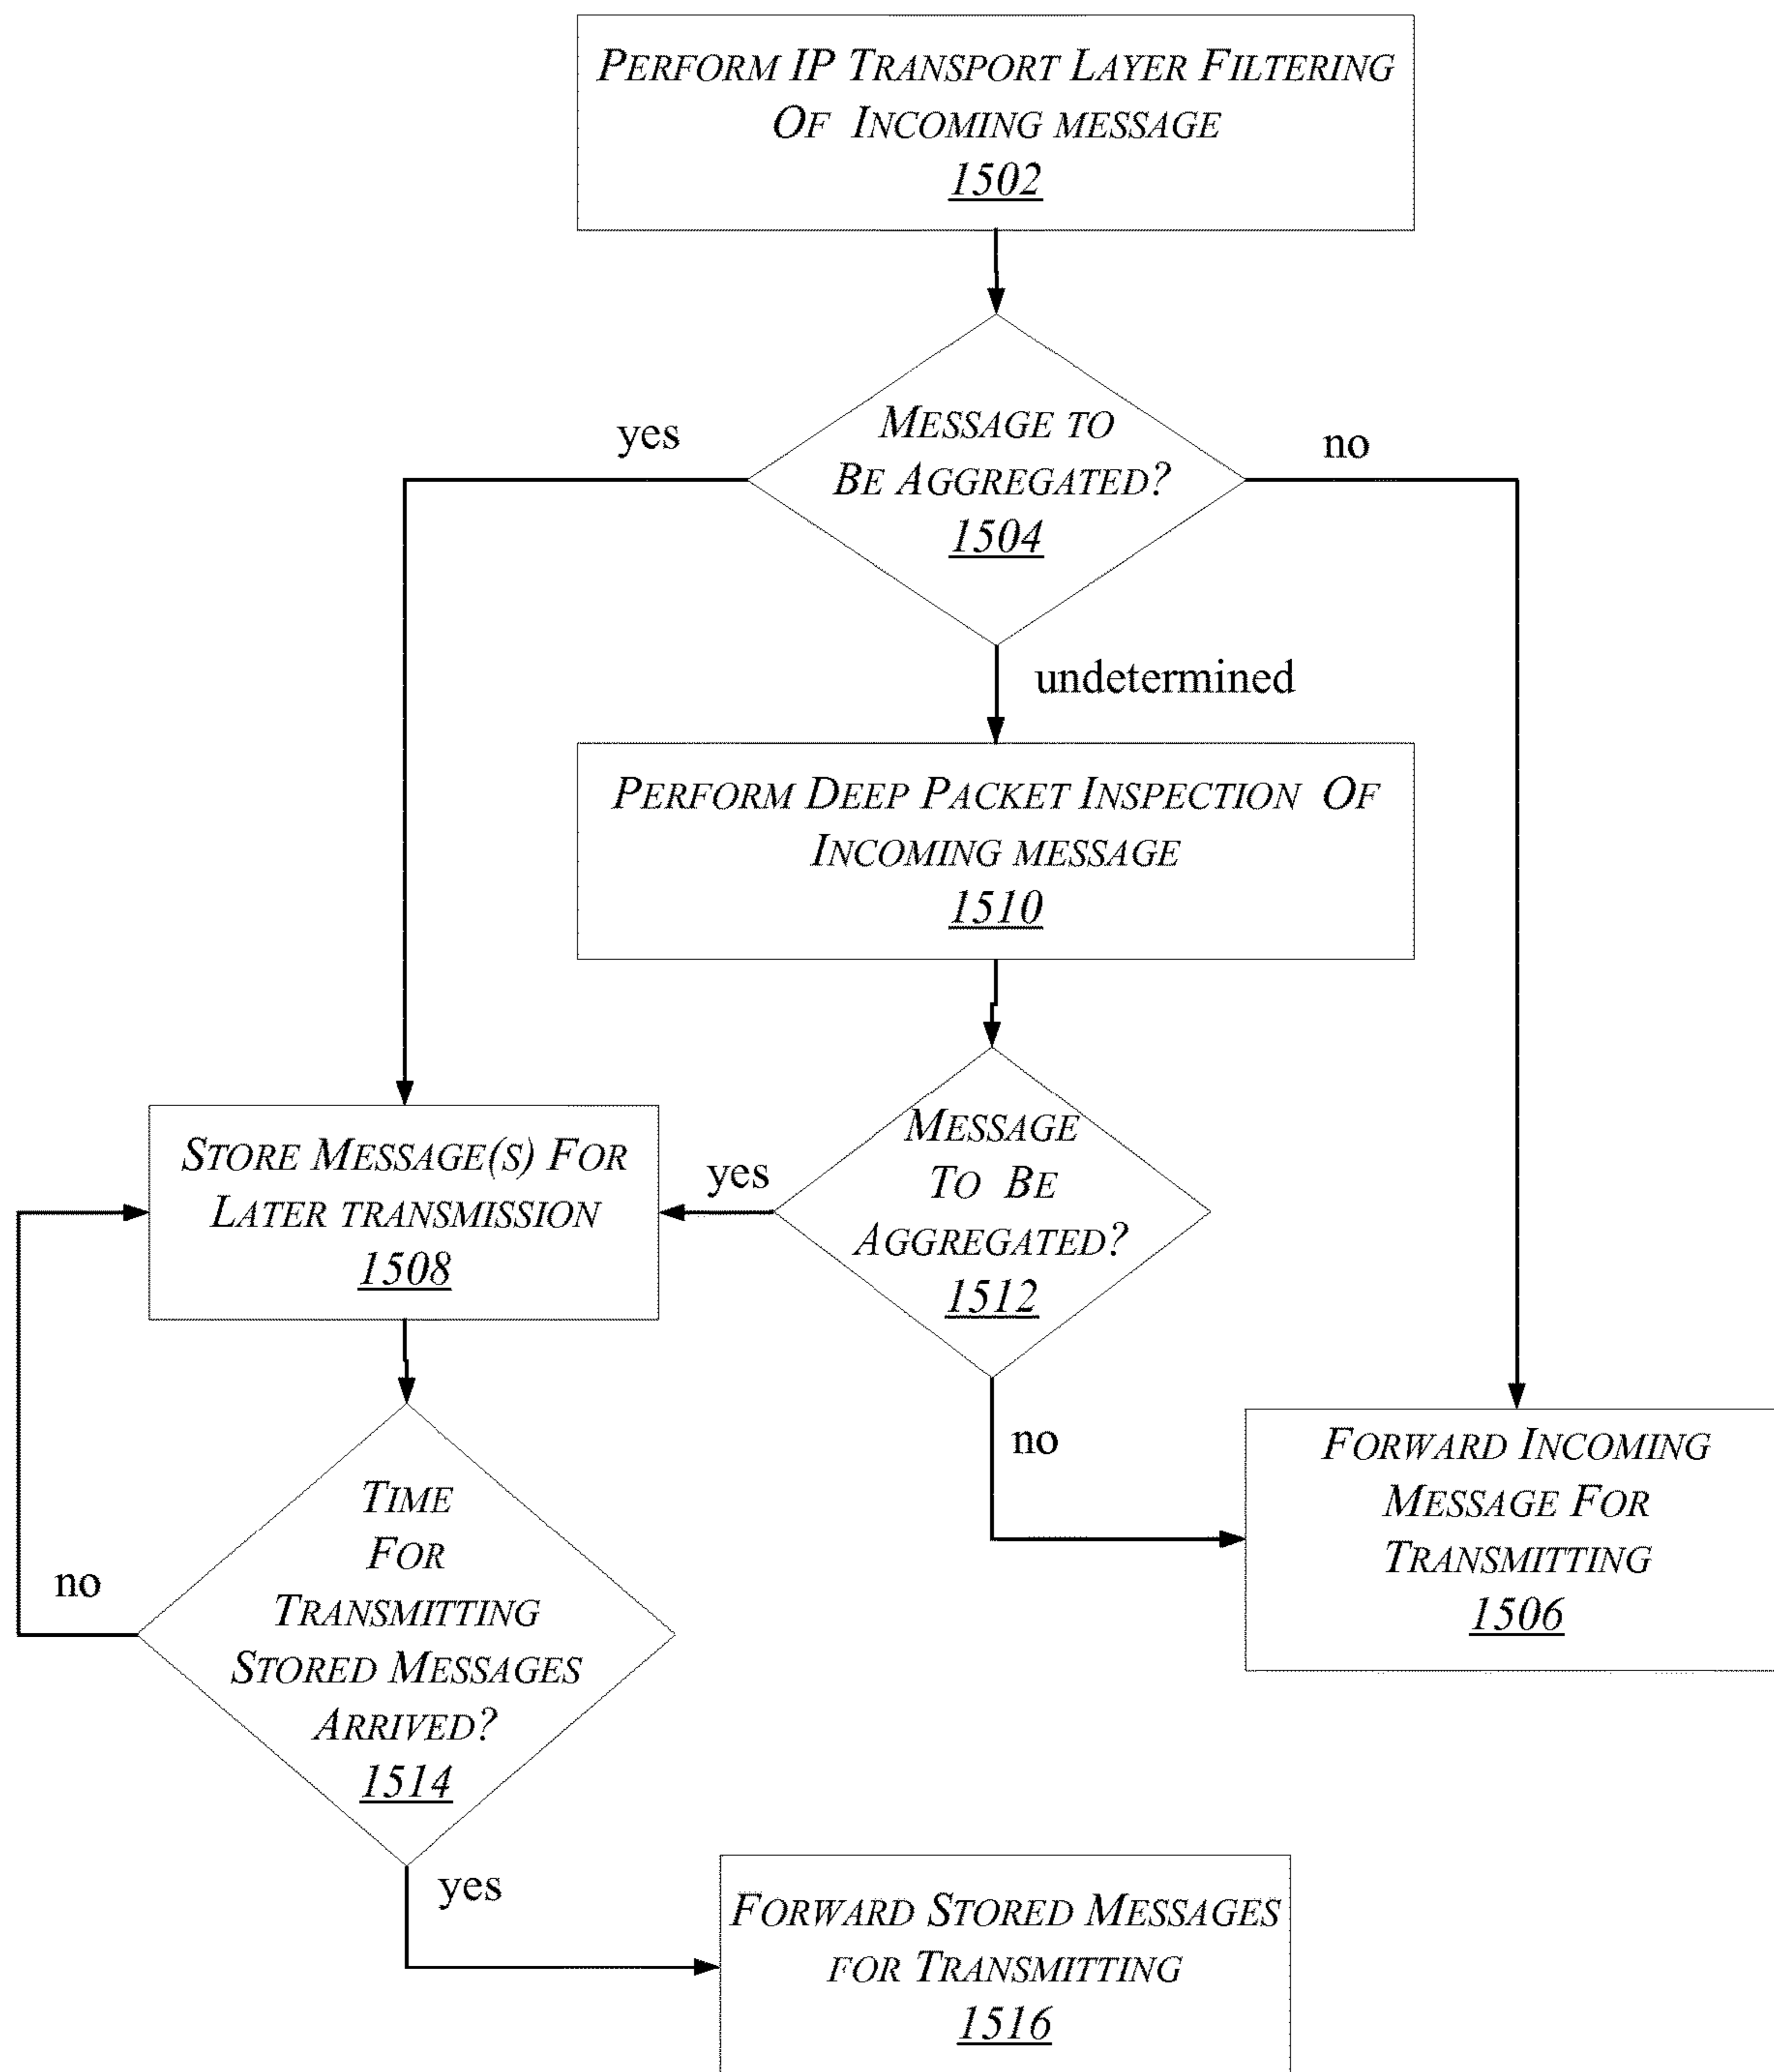 PERFORM IP TRANSPORT LAYER FILTERING
OF INCOMING MESSAGE
1502
yes
MESSAGE TO
BE AGGREGATED?
1504
no
undetermined
PERFORM DEEP PACKET INSPECTION OF
INCOMING MESSAGE
1510
STORE MESSAGE(S) FOR
LATER TRANSMISSION
1508
yes
MESSAGE
TO BE
AGGREGATED?
1512
no
FORWARD INCOMING
MESSAGE FOR
TRANSMITTING
1506
TIME
FOR
TRANSMITTING
STORED MESSAGES
ARRIVED?
1514
no
yes
FORWARD STORED MESSAGES
FOR TRANSMITTING
1516